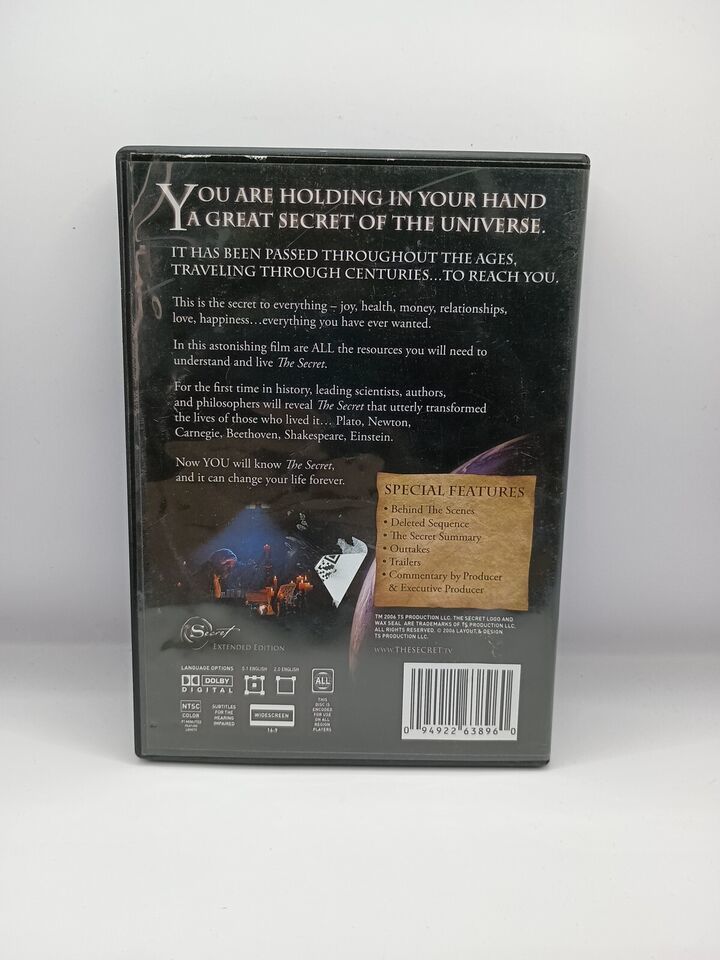 YOU ARE HOLDING IN YOUR HAND
A GREAT SECRET OF THE UNIVERSE.
IT HAS BEEN PASSED THROUGHOUT THE AGES,
TRAVELING THROUGH CENTURIES...TO REACH YOU.
This is the secret to everything – joy, health, money, relationships,
love, happiness...everything you have ever wanted.
In this astonishing film are ALL the resources you will need to
understand and live The Secret.
For the first time in history, leading scientists, authors,
and philosophers will reveal The Secret that utterly transformed
the lives of those who lived it... Plato, Newton,
Carnegie, Beethoven, Shakespeare, Einstein.
Now YOU will know The Secret,
and it can change your life forever.
SPECIAL FEATURES
• Behind The Scenes
• Deleted Sequence
• The Secret Summary
• Outtakes
• Trailers
• Commentary by Producer
& Executive Producer
Secret
EXTENDED EDITION
TM 2006 TS PRODUCTION LLC. THE SECRET LOGO AND
WAX SEAL ARE TRADEMARKS OF TS PRODUCTION LLC.
ALL RIGHTS RESERVED. © 2006 LAYOUT & DESIGN
TS PRODUCTION LLC.
WWW.THESECRET.TV
LANGUAGE OPTIONS
DOLBY
DIGITAL
5.1 ENGLISH
2.0 ENGLISH
ALL
NTSC
COLOR
91 MINUTES
FEATURE
LENGTH
SUBTITLES
FOR THE
HEARING
IMPAIRED
WIDESCREEN
16:9
THIS
DISC IS
ENCODED
FOR USE
ON ALL
REGION
PLAYERS
0 94922 63896 0